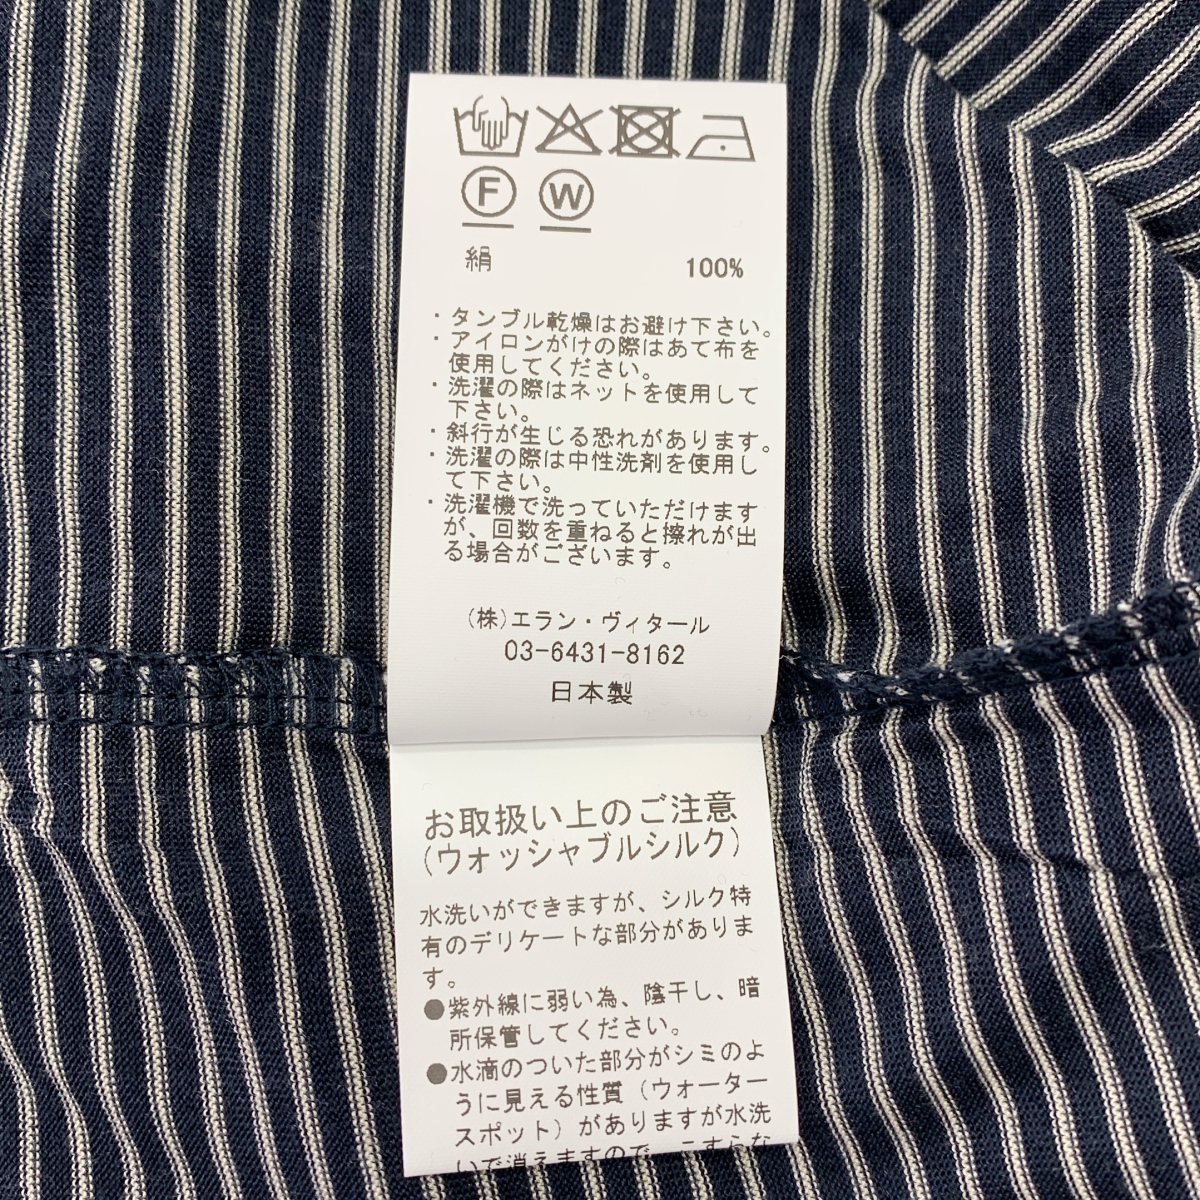 F W
絹 100%
・タンブル乾燥はお避け下さい。
・アイロンがけの際はあて布を
使用してください。
・洗濯の際はネットを使用して
下さい。
・斜行が生じる恐れがあります。
・洗濯の際は中性洗剤を使用し
て下さい。
・洗濯機で洗っていただけます
が、回数を重ねると擦れが出
る場合がございます。
(株)エラン・ヴィタール
03-6431-8162
日本製
お取扱い上のご注意
(ウォッシャブルシルク)
水洗いができますが、シルク特
有のデリケートな部分がありま
す。
●紫外線に弱い為、陰干し、暗
所保管してください。
●水滴のついた部分がシミのよ
うに見える性質（ウォーター
スポット）がありますが水洗
いで消えますので、こすらな